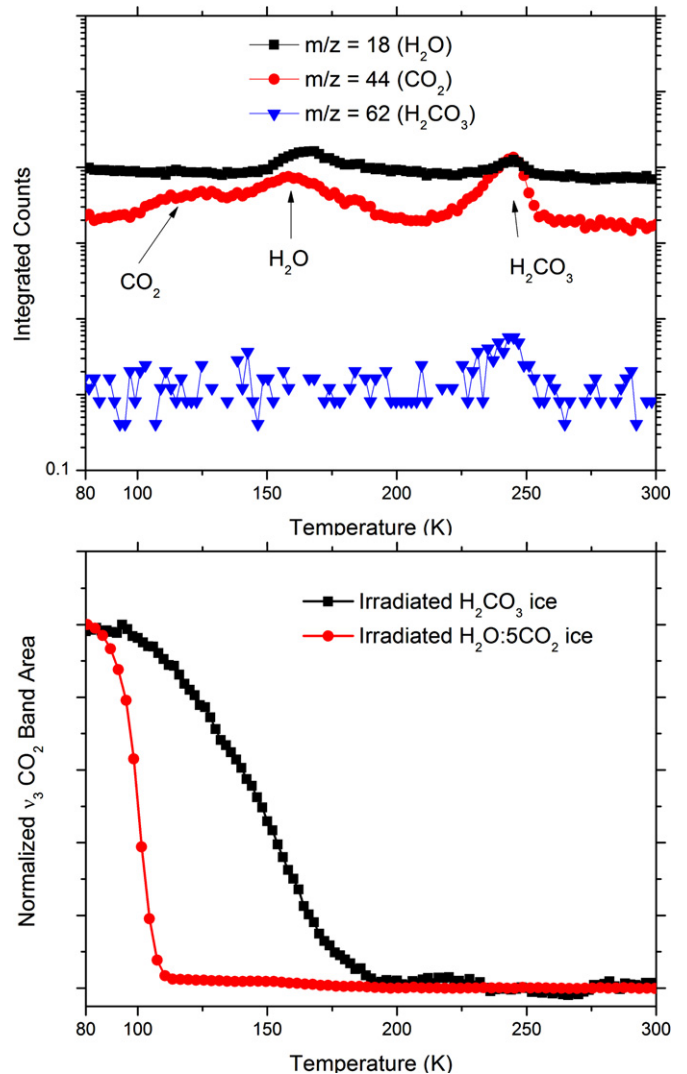 m/z = 18 (H₂O)
m/z = 44 (CO₂)
m/z = 62 (H₂CO₃)
Integrated Counts
CO₂
H₂O
H₂CO₃
0.1
80 100 150 200 250 300
Temperature (K)
Irradiated H₂CO₃ ice
Irradiated H₂O:5CO₂ ice
Normalized ν₃ CO₂ Band Area
80 100 150 200 250 300
Temperature (K)